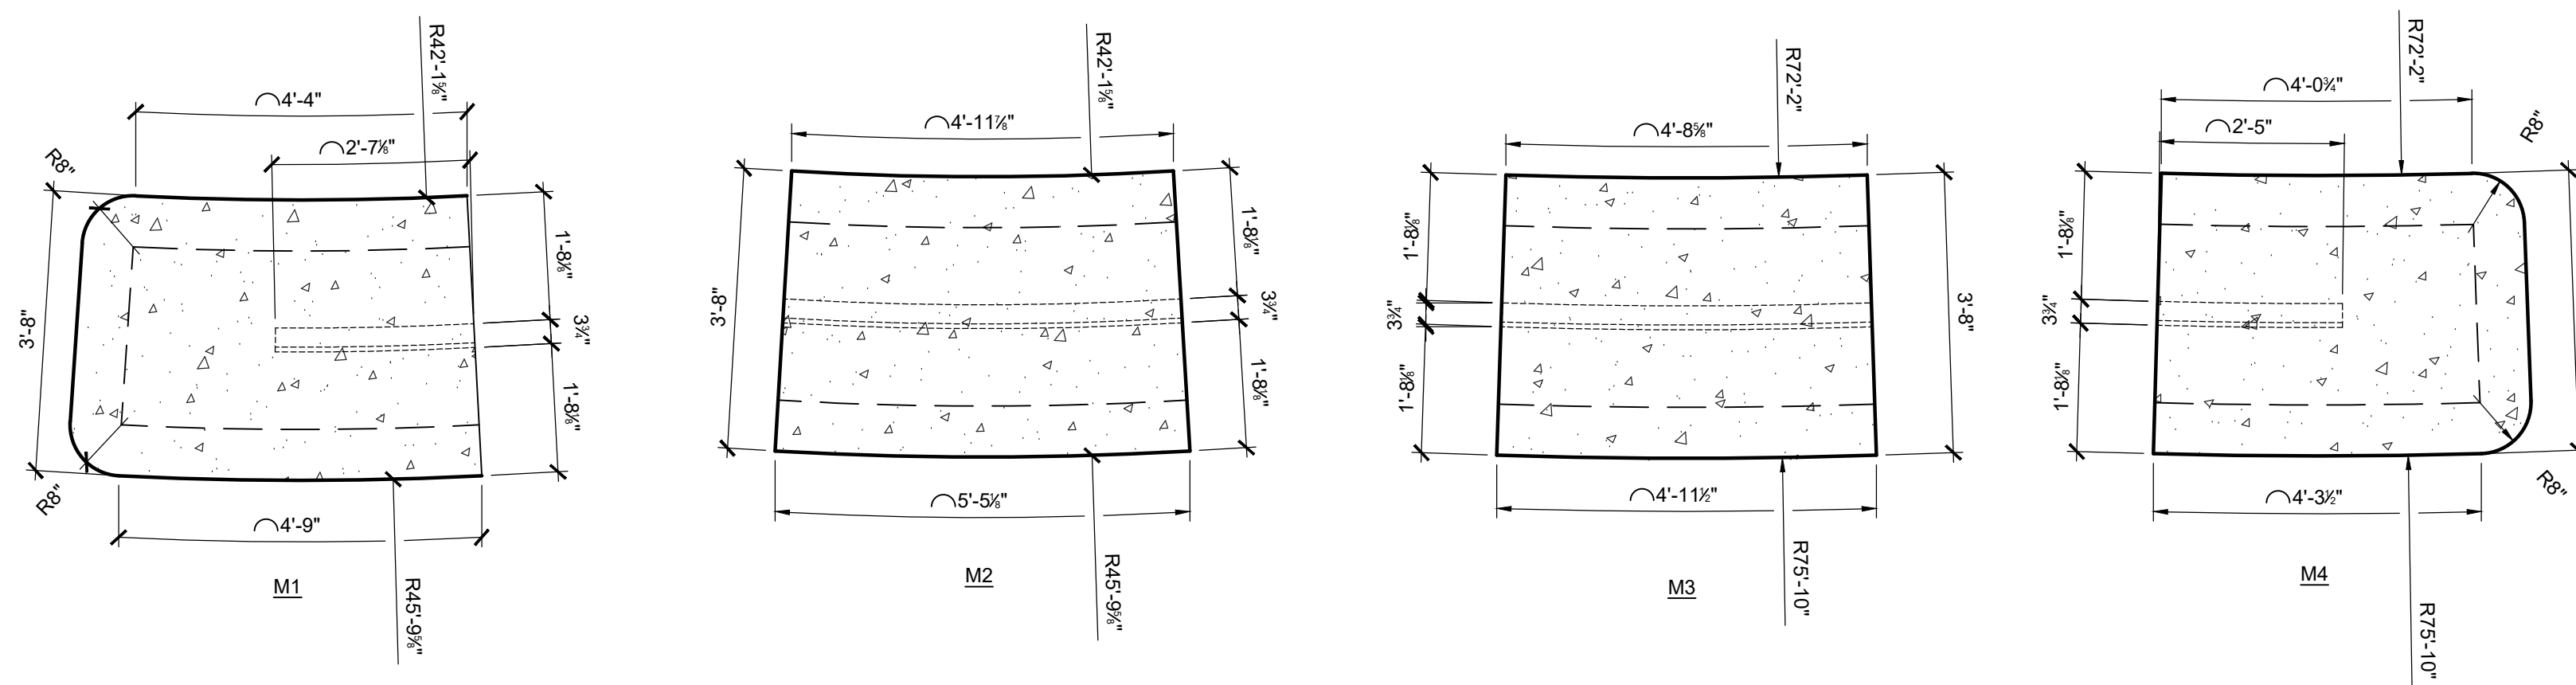 R42'-1⅝"
⌒4'-4"
⌒2'-7⅛"
R8"
3'-8"
1'-8⅛"
3¾"
1'-8⅛"
R8"
⌒4'-9"
R45'-9⅝"
M1
R42'-1⅝"
⌒4'-11⅞"
3'-8"
1'-8⅛"
3¾"
1'-8⅛"
⌒5'-5⅛"
R45'-9⅝"
M2
R72'-2"
⌒4'-8⅝"
1'-8⅛"
3¾"
1'-8⅛"
3'-8"
⌒4'-11½"
R75'-10"
M3
R72'-2"
⌒4'-0¾"
⌒2'-5"
R8"
1'-8⅛"
3¾"
1'-8⅛"
R8"
⌒4'-3½"
R75'-10"
M4